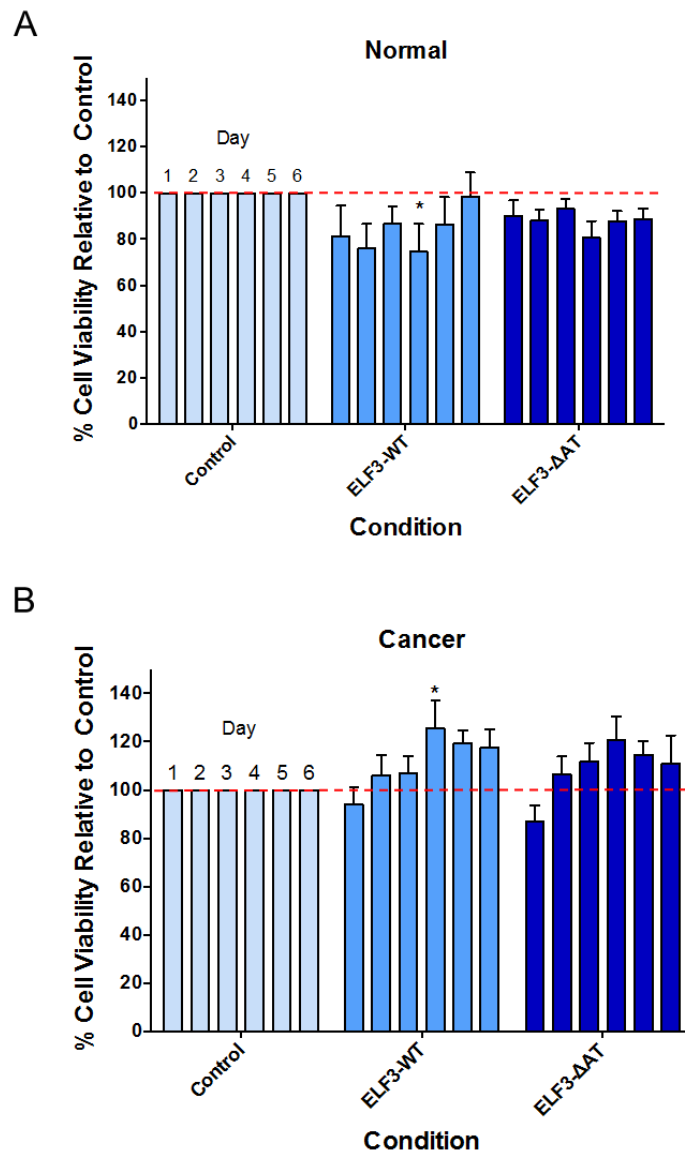 A
Normal
% Cell Viability Relative to Control
140
120
100
80
60
40
20
0
Day
1 2 3 4 5 6
*
Control
ELF3-WT
ELF3-ΔAT
Condition
B
Cancer
% Cell Viability Relative to Control
140
120
100
80
60
40
20
0
Day
1 2 3 4 5 6
*
Control
ELF3-WT
ELF3-ΔAT
Condition